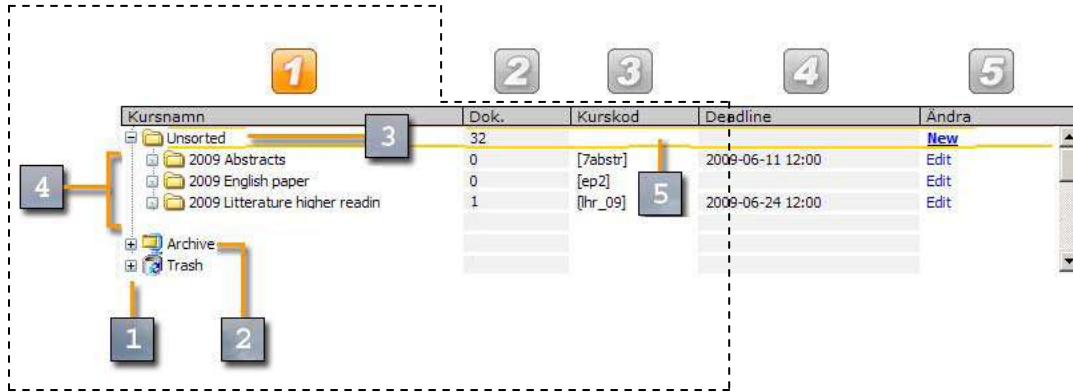 1 2 3 4 5
Kursnamn Dok. Kurskod Deadline Ändra
Unsorted 3 32 New
2009 Abstracts 0 [7abstr] 2009-06-11 12:00 Edit
4 2009 English paper 0 [ep2] 5 Edit
2009 Litterature higher readin 1 [lhr_09] 2009-06-24 12:00 Edit
Archive
Trash
1 2